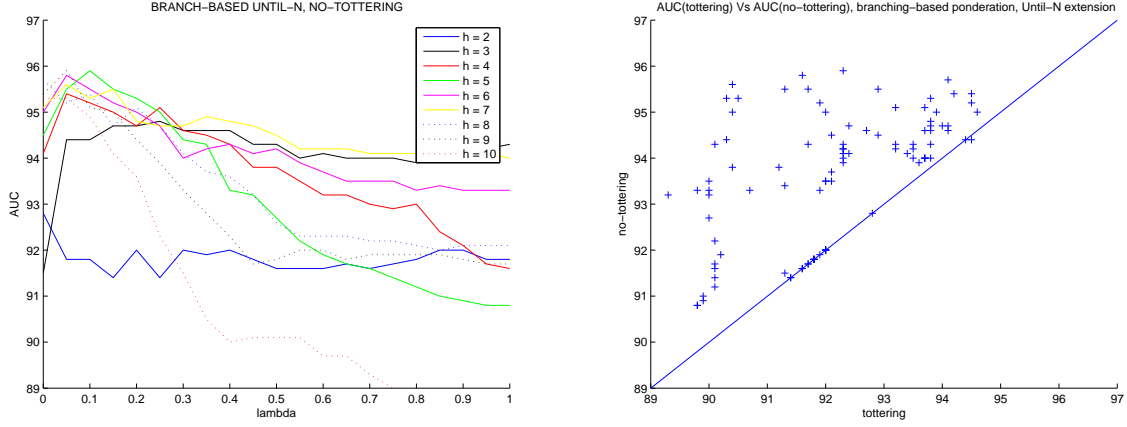 BRANCH-BASED UNTIL-N, NO-TOTTERING
97
96
95
94
93
92
91
90
89
AUC
0 0.1 0.2 0.3 0.4 0.5 0.6 0.7 0.8 0.9 1
lambda
h = 2
h = 3
h = 4
h = 5
h = 6
h = 7
h = 8
h = 9
h = 10
AUC(tottering) Vs AUC(no-tottering), branching-based ponderation, Until-N extension
97
96
95
94
93
92
91
90
89
no-tottering
89 90 91 92 93 94 95 96 97
tottering